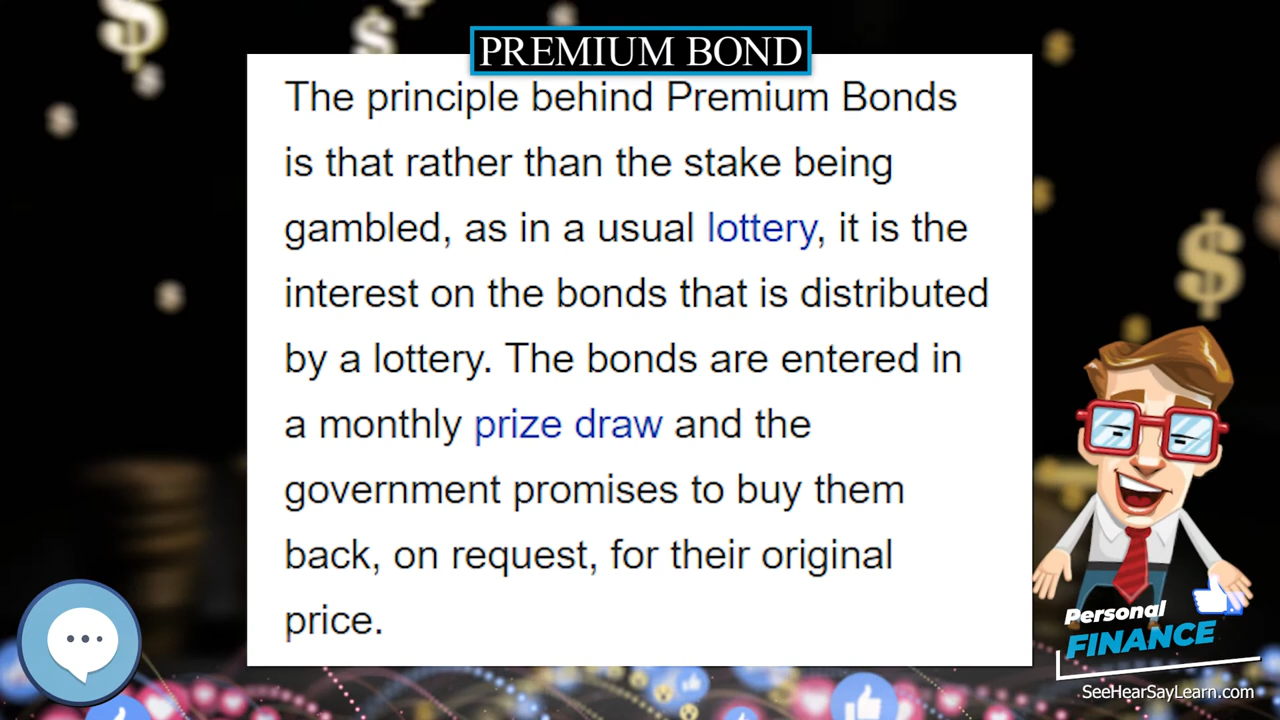 PREMIUM BOND
The principle behind Premium Bonds
is that rather than the stake being
gambled, as in a usual lottery, it is the
interest on the bonds that is distributed
by a lottery. The bonds are entered in
a monthly prize draw and the
government promises to buy them
back, on request, for their original
price.
Personal
FINANCE
SeeHearSayLearn.com